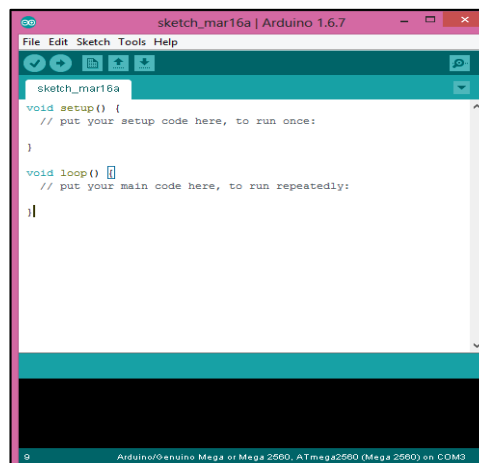 sketch_mar16a | Arduino 1.6.7
File Edit Sketch Tools Help
sketch_mar16a
void setup() {
// put your setup code here, to run once:
}
void loop() {
// put your main code here, to run repeatedly:
}
9 Arduino/Genuino Mega or Mega 2560, ATmega2560 (Mega 2560) on COM3